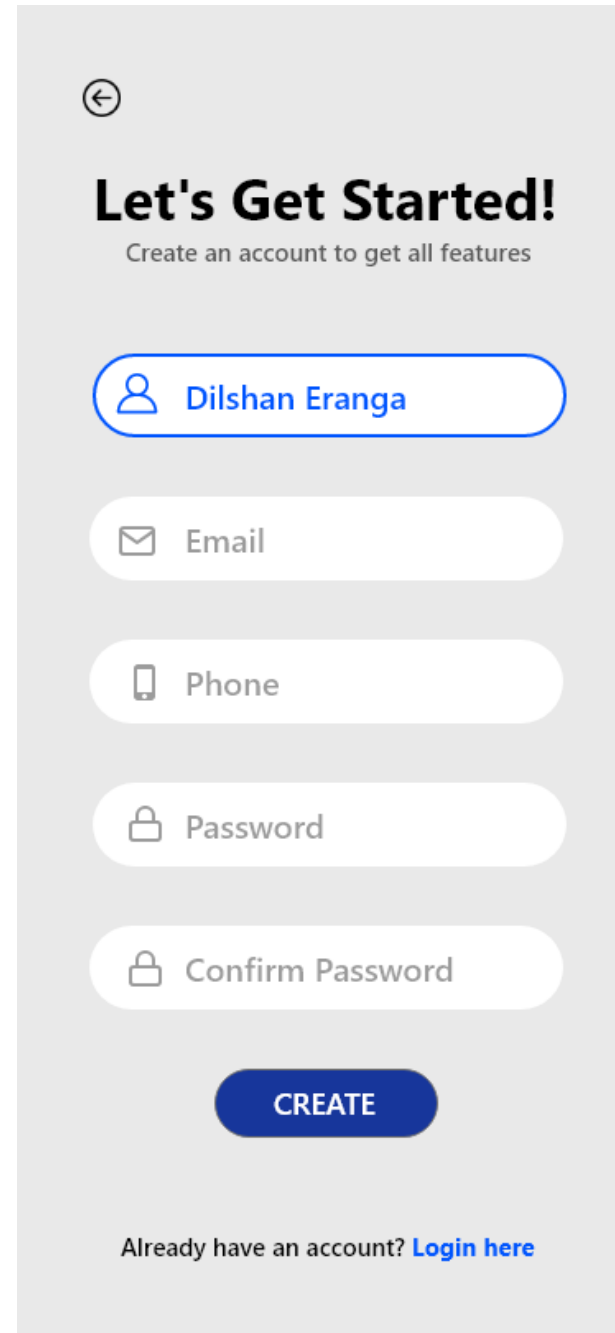 Let's Get Started!
Create an account to get all features
Dilshan Eranga
Email
Phone
Password
Confirm Password
CREATE
Already have an account? Login here